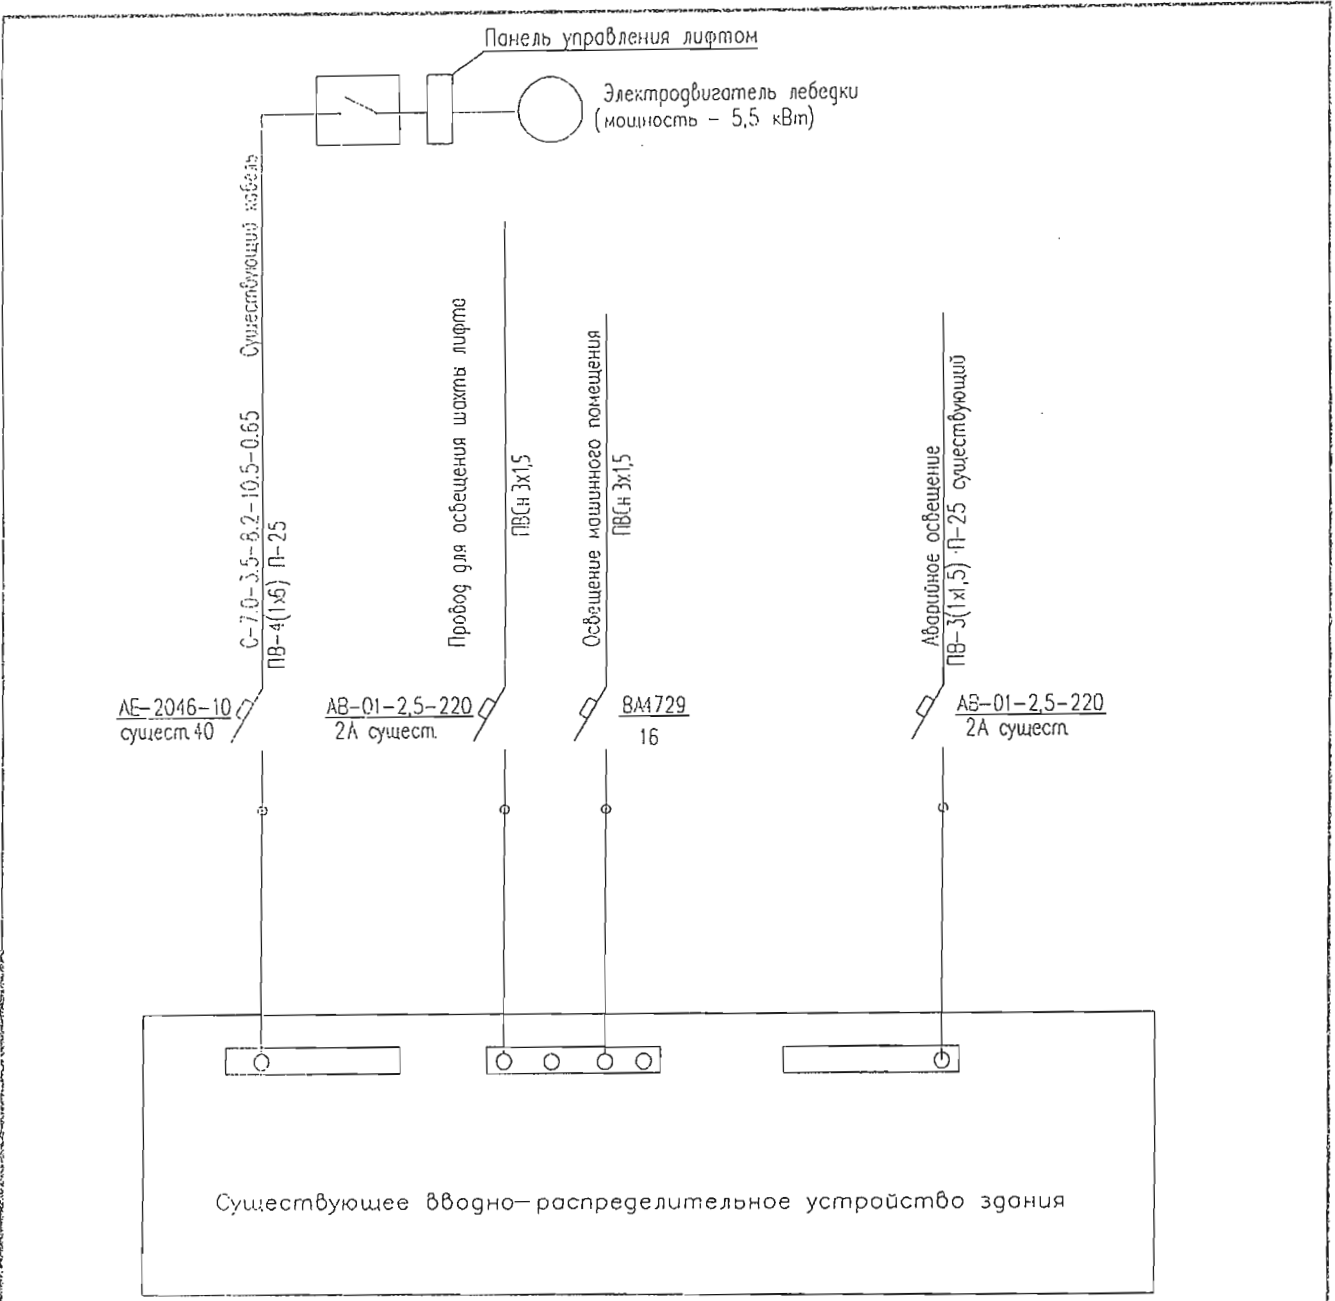 Панель управления лифтом
Электродвигатель лебедки
(мощность - 5,5 кВт)
Существующий кабель
С-7.0-3.5-8.2-10.5-0.65
ПВ-4(1х6) П-25
Провод для освещения шахты лифта
ПВСн 3х1,5
Освещение машинного помещения
ПВСн 3х1,5
Аварийное освещение
ПВ-3(1х1,5) П-25 существующий
АЕ-2046-10
сущест.40
АВ-01-2,5-220
2А сущест.
ВА4729
16
АВ-01-2,5-220
2А сущест.
Существующее вводно-распределительное устройство здания